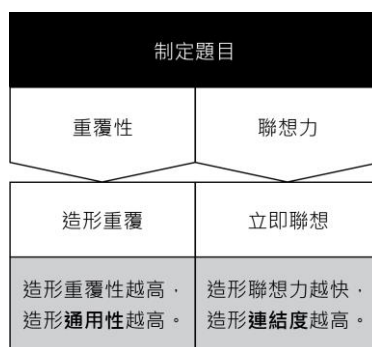 制定題目
重覆性
聯想力
造形重覆
立即聯想
造形重覆性越高，
造形通用性越高。
造形聯想力越快，
造形連結度越高。